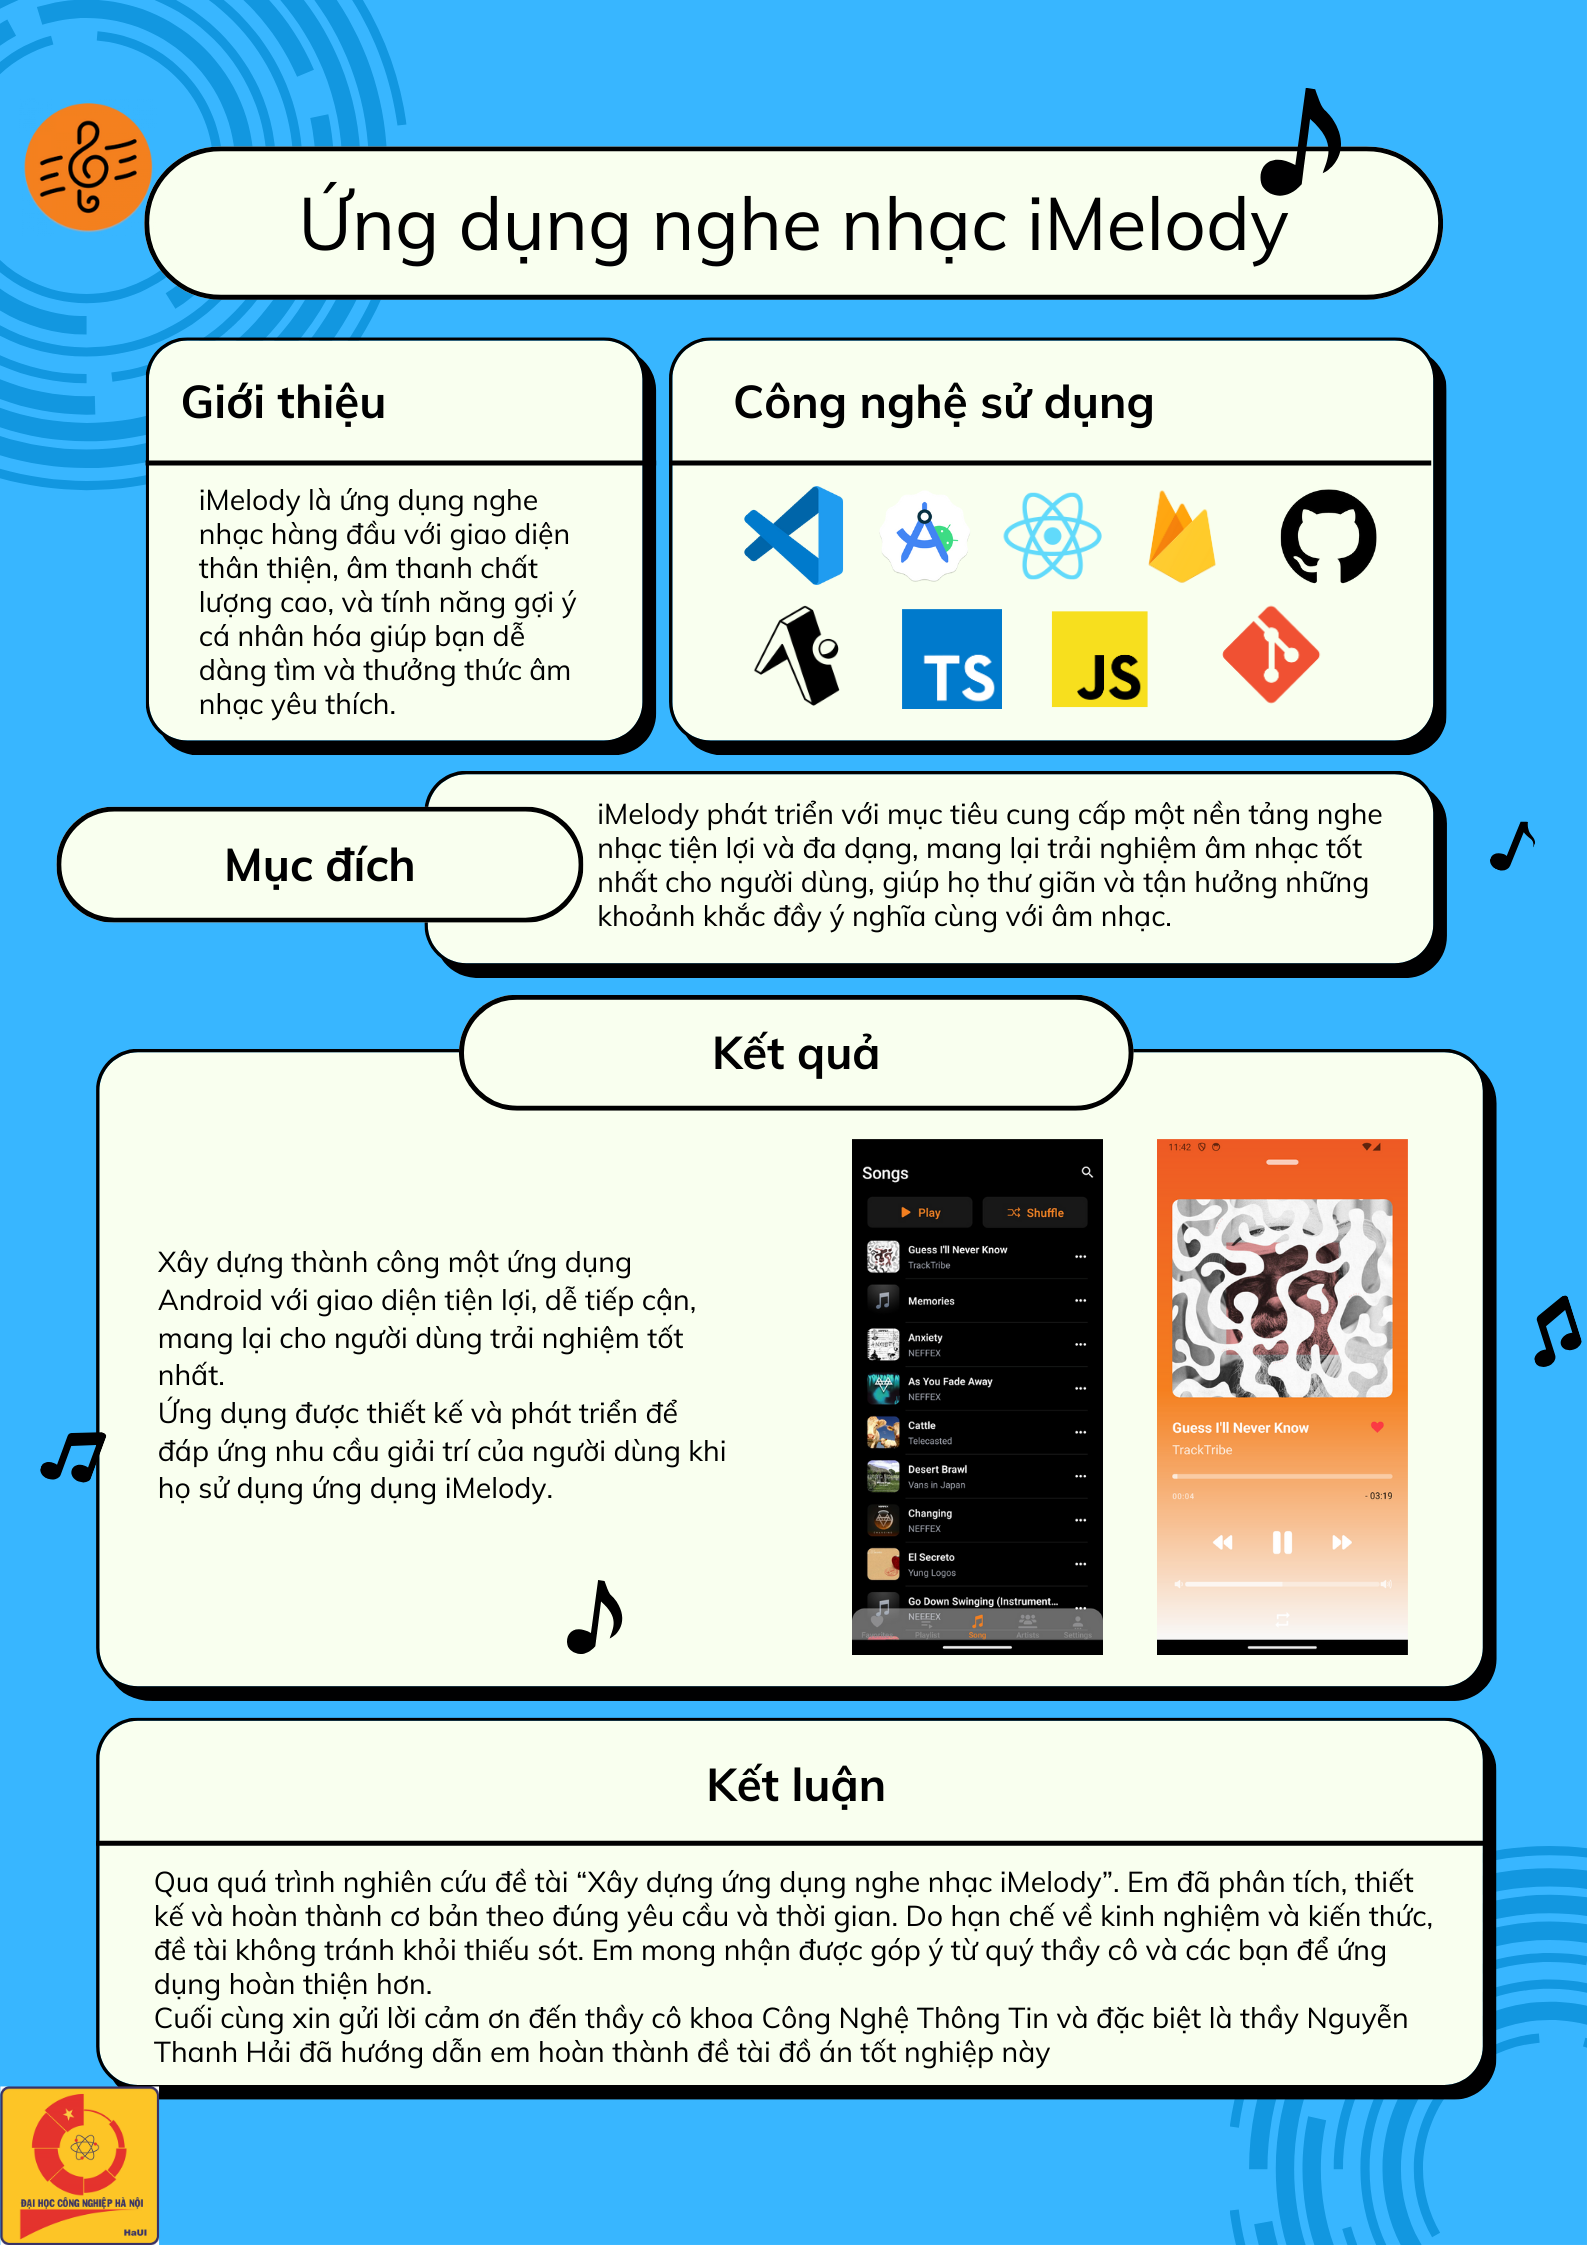 Ứng dụng nghe nhạc iMelody
Giới thiệu
iMelody là ứng dụng nghe
nhạc hàng đầu với giao diện
thân thiện, âm thanh chất
lượng cao, và tính năng gợi ý
cá nhân hóa giúp bạn dễ
dàng tìm và thưởng thức âm
nhạc yêu thích.
Công nghệ sử dụng
TS
JS
Mục đích
iMelody phát triển với mục tiêu cung cấp một nền tảng nghe
nhạc tiện lợi và đa dạng, mang lại trải nghiệm âm nhạc tốt
nhất cho người dùng, giúp họ thư giãn và tận hưởng những
khoảnh khắc đầy ý nghĩa cùng với âm nhạc.
Kết quả
Xây dựng thành công một ứng dụng
Android với giao diện tiện lợi, dễ tiếp cận,
mang lại cho người dùng trải nghiệm tốt
nhất.
Ứng dụng được thiết kế và phát triển để
đáp ứng nhu cầu giải trí của người dùng khi
họ sử dụng ứng dụng iMelody.
Songs
Play
Shuffle
Guess I'll Never Know
TrackTribe
Memories
Anxiety
NEFFEX
As You Fade Away
NEFFEX
Cattle
Telecasted
Desert Brawl
Vans in Japan
Changing
NEFFEX
El Secreto
Yung Logos
Go Down Swinging (Instrument...
NEFFEX
Favorites
Playlist
Song
Artists
Settings
11:42
Guess I'll Never Know
TrackTribe
00:04
- 03:19
Kết luận
Qua quá trình nghiên cứu đề tài “Xây dựng ứng dụng nghe nhạc iMelody”. Em đã phân tích, thiết
kế và hoàn thành cơ bản theo đúng yêu cầu và thời gian. Do hạn chế về kinh nghiệm và kiến thức,
đề tài không tránh khỏi thiếu sót. Em mong nhận được góp ý từ quý thầy cô và các bạn để ứng
dụng hoàn thiện hơn.
Cuối cùng xin gửi lời cảm ơn đến thầy cô khoa Công Nghệ Thông Tin và đặc biệt là thầy Nguyễn
Thanh Hải đã hướng dẫn em hoàn thành đề tài đồ án tốt nghiệp này
ĐẠI HỌC CÔNG NGHIỆP HÀ NỘI
HaUI